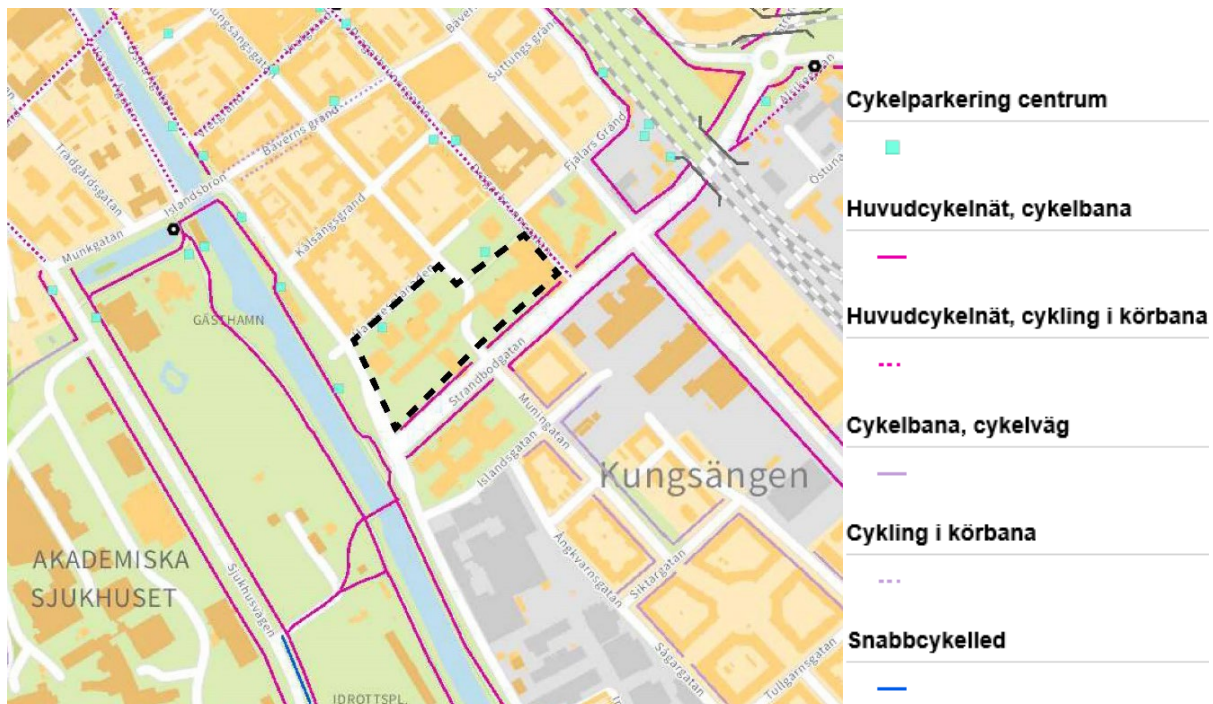 Suttungs gränd
Bäverns gränd
Fjalars Gränd
Trädgårdsgatan
Islandsbron
Munkgatan
Kålsängsgränd
GÄSTHAMN
Strandbodgatan
Muningatan
Islandsgatan
Kungsängen
Ångkvarnsgatan
Siktargatan
AKADEMISKA
SJUKHUSET
Sjukhusvägen
Sågargatan
Tullgarnsgatan
IDROTTSPL.
Cykelparkering centrum
Huvudcykelnät, cykelbana
Huvudcykelnät, cykling i körbana
Cykelbana, cykelväg
Cykling i körbana
Snabbcykelled